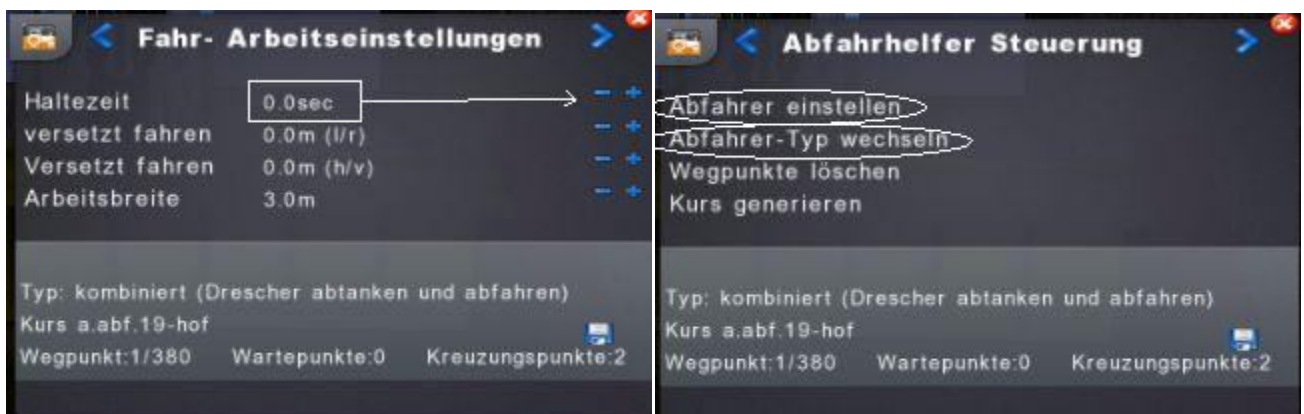 Fahr- Arbeitseinstellungen
Haltezeit 0.0sec
versetzt fahren 0.0m (l/r)
Versetzt fahren 0.0m (h/v)
Arbeitsbreite 3.0m
Typ: kombiniert (Drescher abtanken und abfahren)
Kurs a.abf.19-hof
Wegpunkt:1/380 Wartepunkte:0 Kreuzungspunkte:2
Abfahrhelfer Steuerung
Abfahrer einstellen
Abfahrer-Typ wechseln
Wegpunkte löschen
Kurs generieren
Typ: kombiniert (Drescher abtanken und abfahren)
Kurs a.abf.19-hof
Wegpunkt:1/380 Wartepunkte:0 Kreuzungspunkte:2